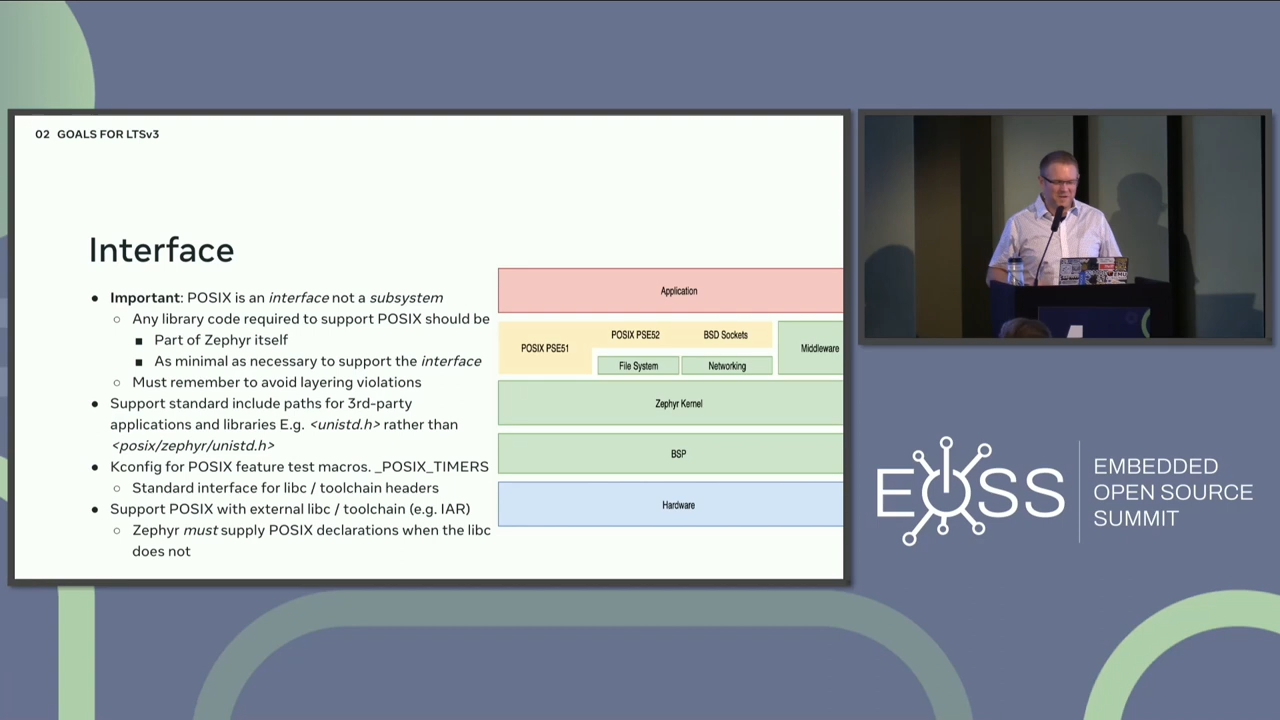 02 GOALS FOR LTSv3
Interface
● Important: POSIX is an interface not a subsystem
○ Any library code required to support POSIX should be
■ Part of Zephyr itself
■ As minimal as necessary to support the interface
○ Must remember to avoid layering violations
● Support standard include paths for 3rd-party
applications and libraries E.g. <unistd.h> rather than
<posix/zephyr/unistd.h>
● Kconfig for POSIX feature test macros. _POSIX_TIMERS
○ Standard interface for libc / toolchain headers
● Support POSIX with external libc / toolchain (e.g. IAR)
○ Zephyr must supply POSIX declarations when the libc
does not
Application
POSIX PSE51
POSIX PSE52
BSD Sockets
File System
Networking
Middleware
Zephyr Kernel
BSP
Hardware
EOSS
EMBEDDED
OPEN SOURCE
SUMMIT